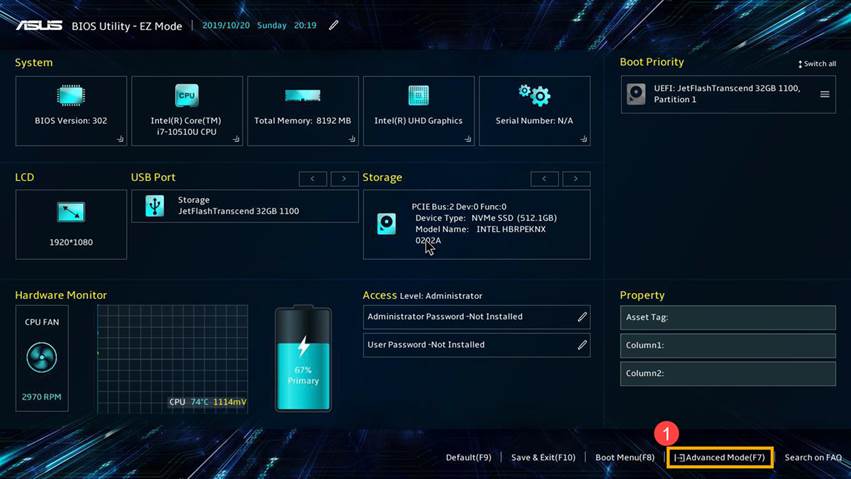 ASUS BIOS Utility - EZ Mode
2019/10/20 Sunday 20:19
System
BIOS Version: 302
CPU
Intel(R) Core(TM)
i7-10510U CPU
Total Memory: 8192 MB
Intel(R) UHD Graphics
Serial Number: N/A
Boot Priority
Switch all
UEFI: JetFlashTranscend 32GB 1100,
Partition 1
LCD
1920*1080
USB Port
< >
Storage
JetFlashTranscend 32GB 1100
Storage
< >
PCIE Bus:2 Dev:0 Func:0
Device Type: NVMe SSD (512.1GB)
Model Name: INTEL HBRPEKNX
0202A
Hardware Monitor
CPU FAN
2970 RPM
CPU 74°C 1114mV
67%
Primary
Access Level: Administrator
Administrator Password -Not Installed
User Password -Not Installed
Property
Asset Tag:
Column1:
Column2:
1
Default(F9) | Save & Exit(F10) | Boot Menu(F8) | Advanced Mode(F7) | Search on FAQ